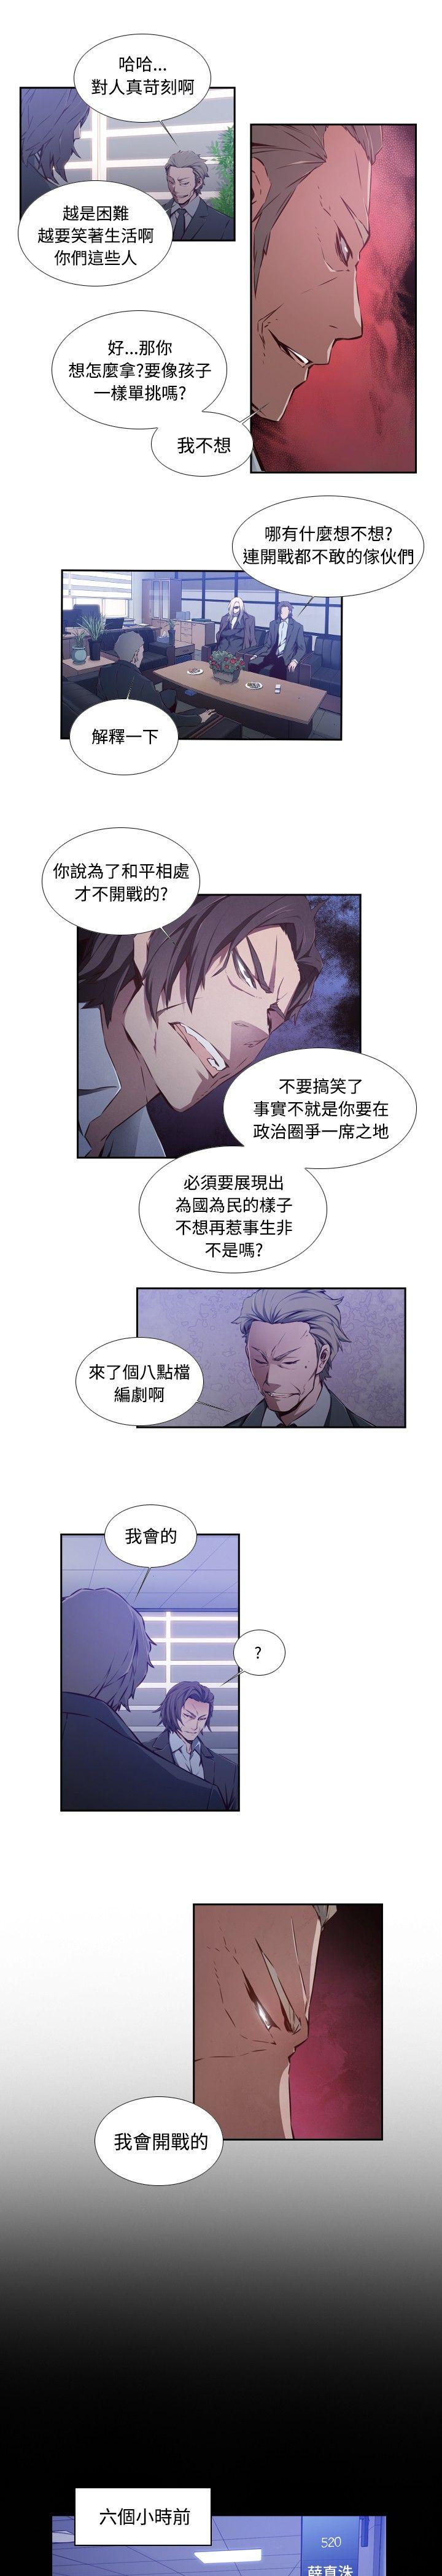 哈哈...
對人真苛刻啊
越是困難
越要笑著生活啊
你們這些人
好...那你
想怎麼拿?要像孩子
一樣單挑嗎?
我不想
哪有什麼想不想?
連開戰都不敢的傢伙們
解釋一下
你說為了和平相處
才不開戰的?
不要搞笑了
事實不就是你要在
政治圈爭一席之地
必須要展現出
為國為民的樣子
不想再惹事生非
不是嗎?
來了個八點檔
編劇啊
我會的
?
我會開戰的
六個小時前
520
薛真洙